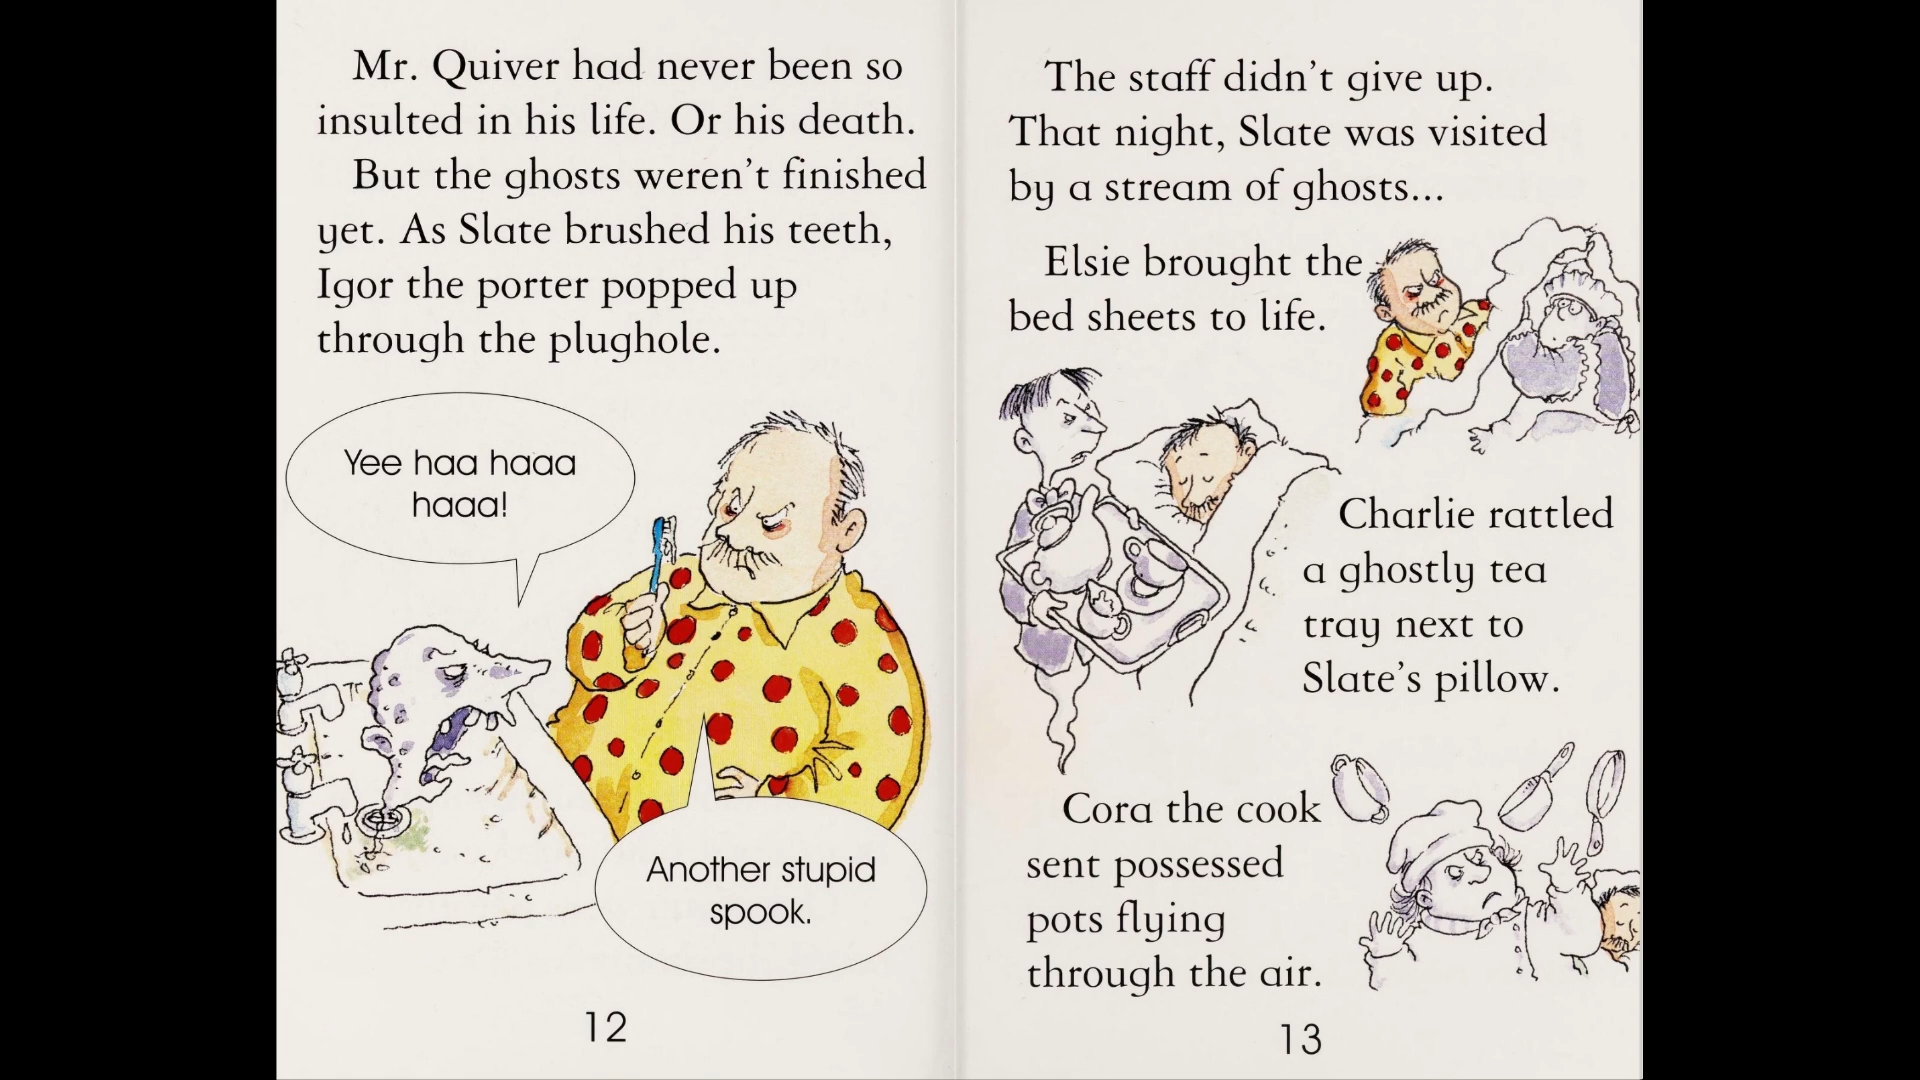 Mr. Quiver had never been so
insulted in his life. Or his death.
But the ghosts weren't finished
yet. As Slate brushed his teeth,
Igor the porter popped up
through the plughole.
Yee haa haaa
haaa!
Another stupid
spook.
12
The staff didn't give up.
That night, Slate was visited
by a stream of ghosts...
Elsie brought the
bed sheets to life.
Charlie rattled
a ghostly tea
tray next to
Slate's pillow.
Cora the cook
sent possessed
pots flying
through the air.
13